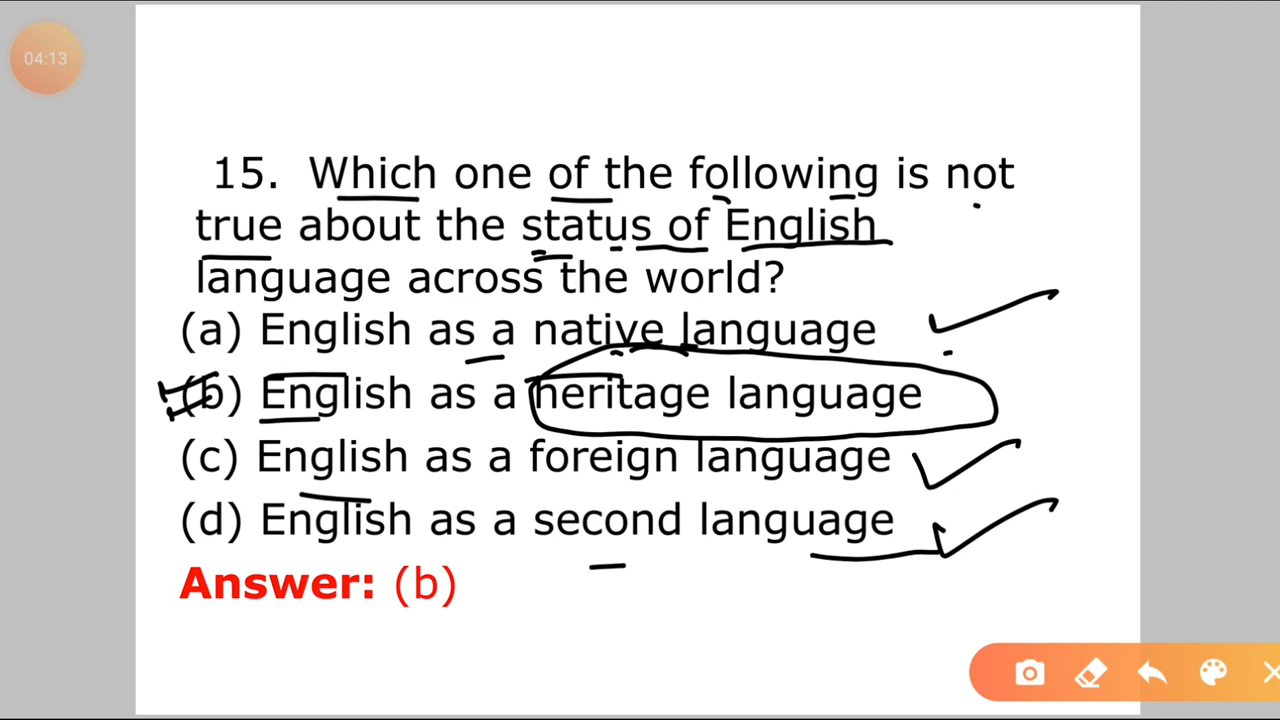 04:13
15. Which one of the following is not
true about the status of English
language across the world?
(a) English as a native language
(b) English as a heritage language
(c) English as a foreign language
(d) English as a second language
Answer: (b)